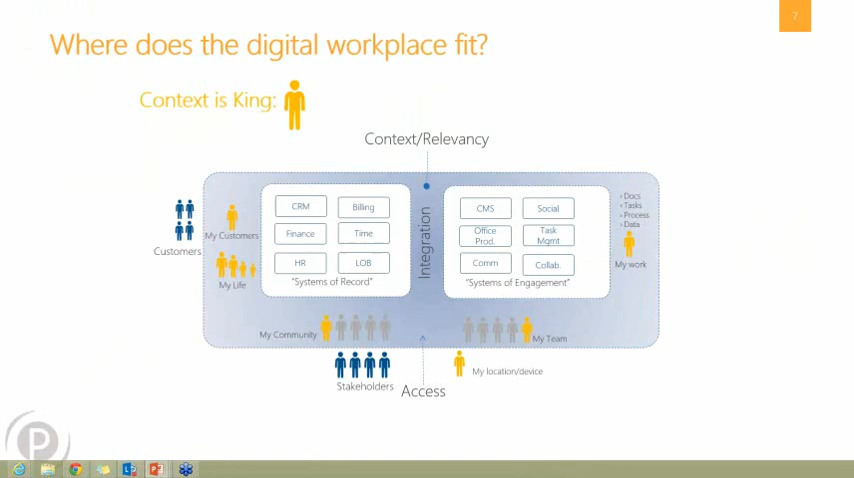 7
Where does the digital workplace fit?
Context is King:
Context/Relevancy
CRM
Billing
Finance
Time
HR
LOB
"Systems of Record"
Integration
CMS
Social
Office
Prod.
Task
Mgmt
Comm
Collab.
"Systems of Engagement"
› Docs
› Tasks
› Process
› Data
My work
My Customers
Customers
My Life
My Community
My Team
Stakeholders
My location/device
Access
P